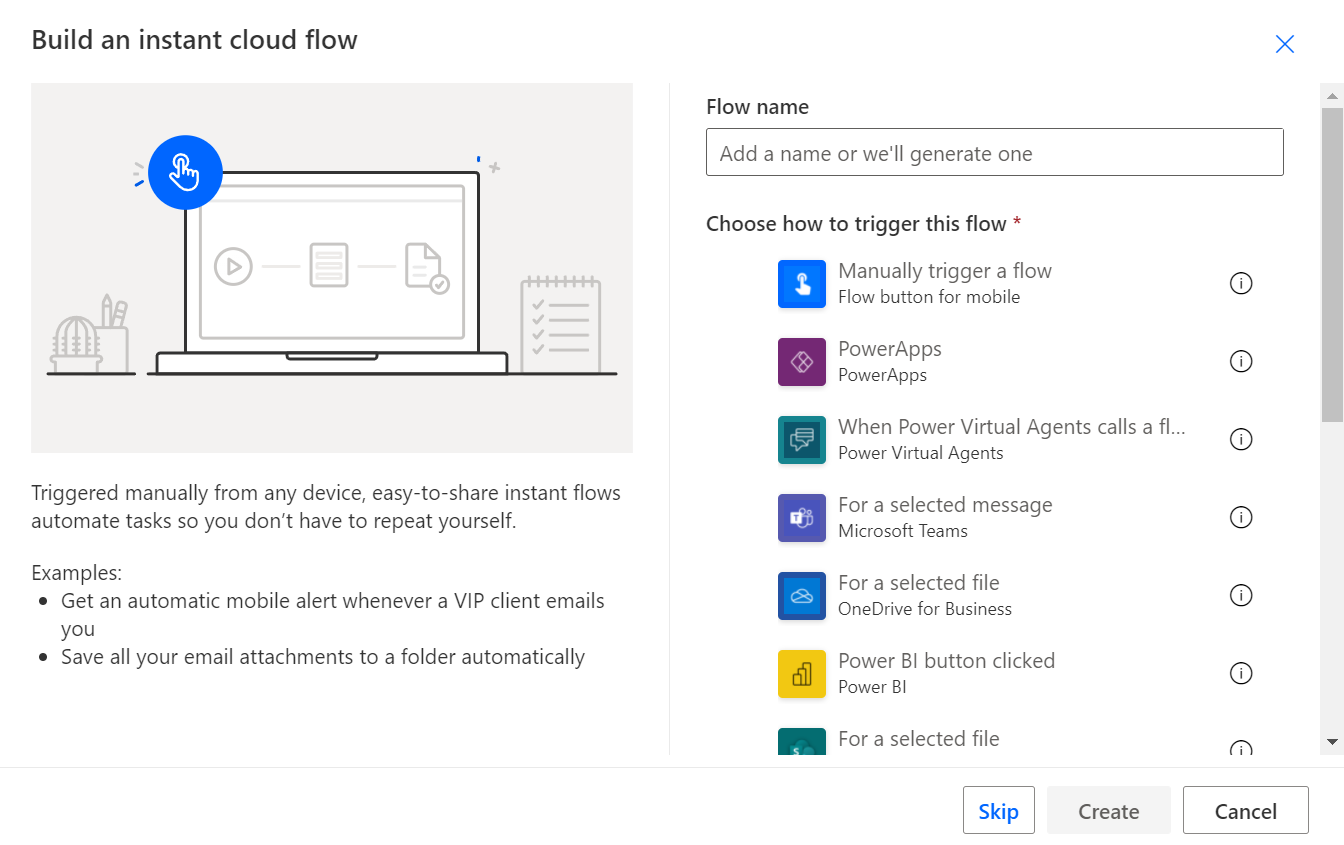 Build an instant cloud flow
Triggered manually from any device, easy-to-share instant flows
automate tasks so you don’t have to repeat yourself.
Examples:
Get an automatic mobile alert whenever a VIP client emails
you
Save all your email attachments to a folder automatically
Flow name
Add a name or we'll generate one
Choose how to trigger this flow *
Manually trigger a flow
Flow button for mobile
PowerApps
PowerApps
When Power Virtual Agents calls a fl...
Power Virtual Agents
For a selected message
Microsoft Teams
For a selected file
OneDrive for Business
Power BI button clicked
Power BI
For a selected file
Skip
Create
Cancel